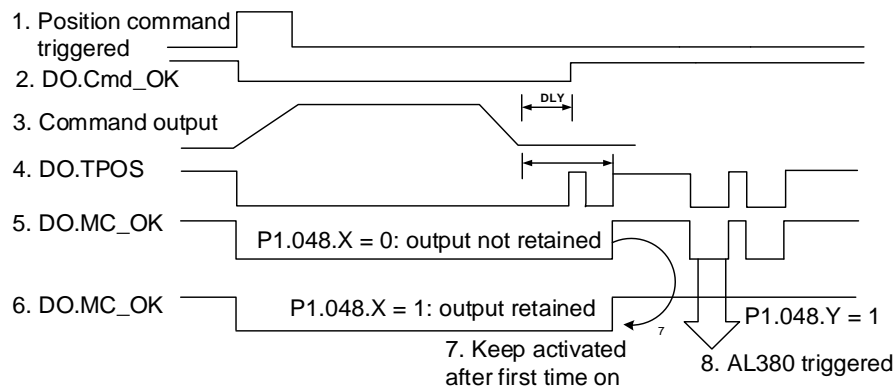 1. Position command
triggered
2. DO.Cmd_OK
DLY
3. Command output
4. DO.TPOS
5. DO.MC_OK
P1.048.X = 0: output not retained
6. DO.MC_OK
P1.048.X = 1: output retained
P1.048.Y = 1
7
7. Keep activated
after first time on
8. AL380 triggered